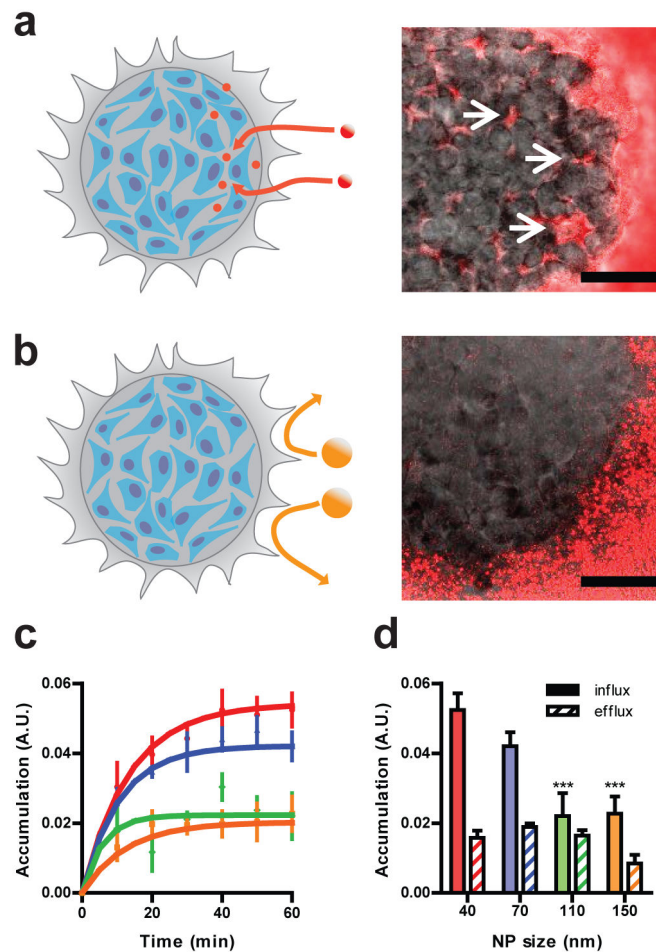 a
b
c
d
0.06
0.04
0.02
0.00
Accumulation (A.U.)
0
20
40
60
Time (min)
0.06
0.04
0.02
0.00
Accumulation (A.U.)
influx
efflux
***
***
40
70
110
150
NP size (nm)